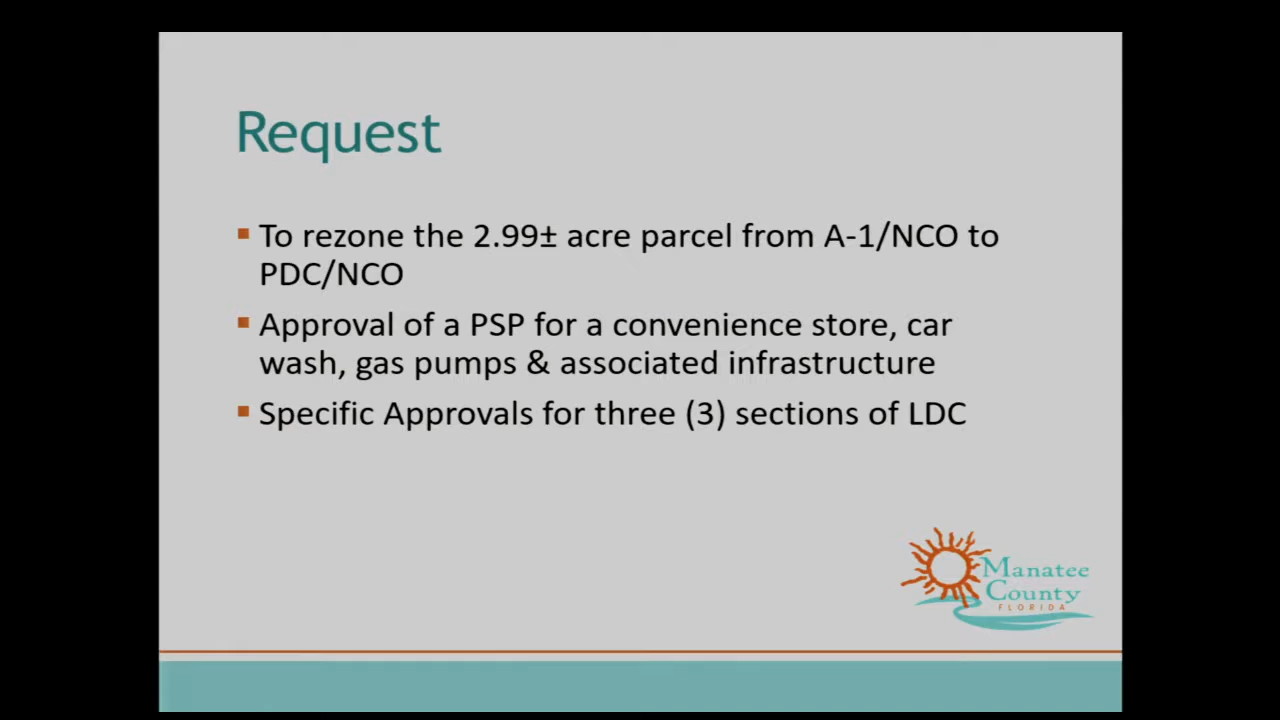 Request
To rezone the 2.99± acre parcel from A-1/NCO to
PDC/NCO
Approval of a PSP for a convenience store, car
wash, gas pumps & associated infrastructure
Specific Approvals for three (3) sections of LDC
Manatee
County
FLORIDA